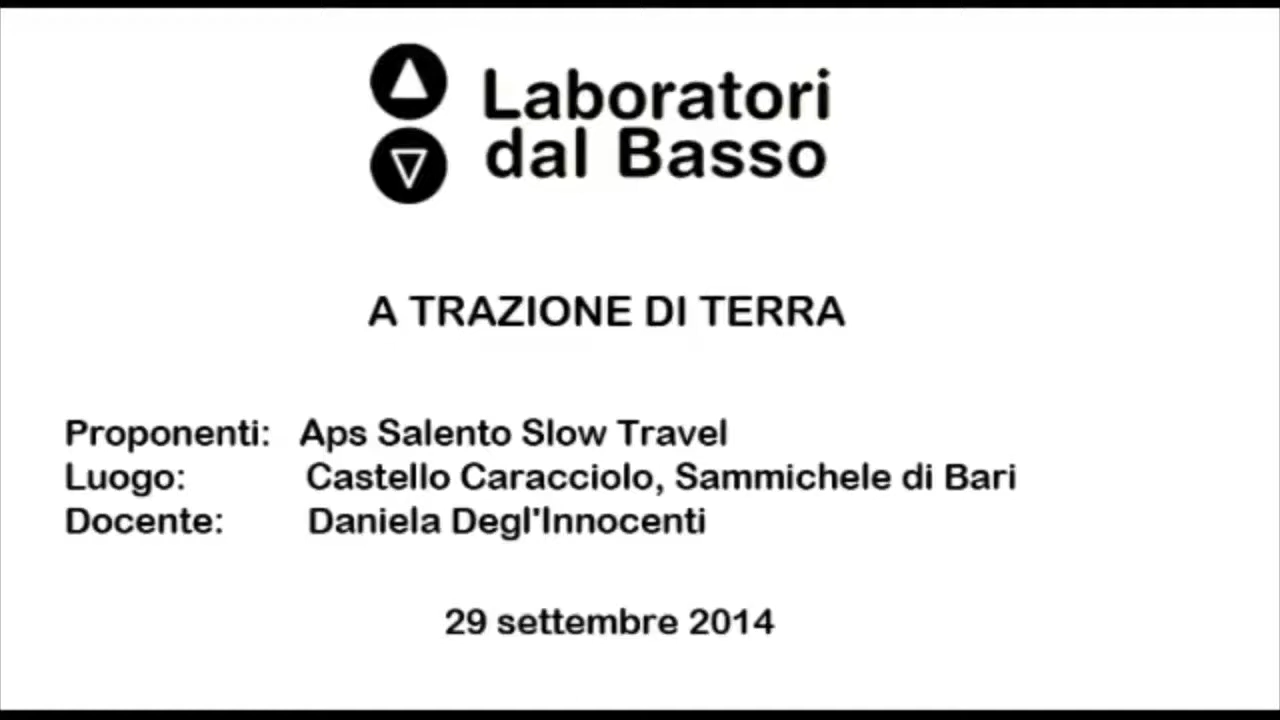 Laboratori
dal Basso
A TRAZIONE DI TERRA
Proponenti: Aps Salento Slow Travel
Luogo: Castello Caracciolo, Sammichele di Bari
Docente: Daniela Degl'Innocenti
29 settembre 2014